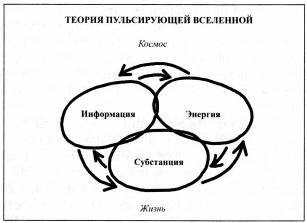 ТЕОРИЯ ПУЛЬСИРУЮЩЕЙ ВСЕЛЕННОЙ
Космос
Информация
Энергия
Субстанция
Жизнь